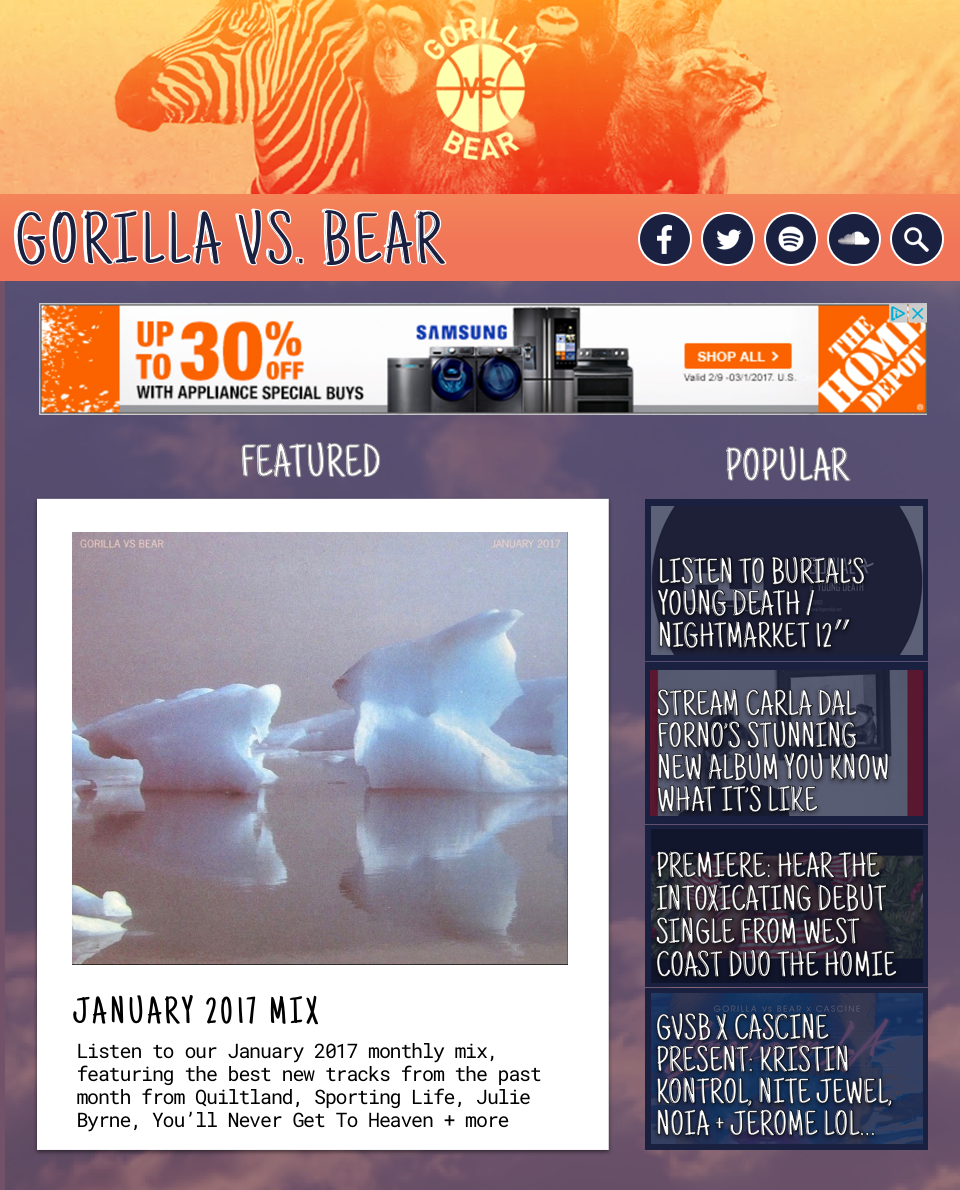 GORILLA
VS
BEAR
GORILLA VS. BEAR
UP TO 30% OFF
WITH APPLIANCE SPECIAL BUYS
SAMSUNG
SHOP ALL >
Valid 2/9 -03/1/2017. U.S.
THE
HOME
DEPOT
FEATURED
GORILLA VS BEAR JANUARY 2017
JANUARY 2017 MIX
Listen to our January 2017 monthly mix,
featuring the best new tracks from the past
month from Quiltland, Sporting Life, Julie
Byrne, You’ll Never Get To Heaven + more
POPULAR
LISTEN TO BURIAL’S
YOUNG DEATH /
NIGHTMARKET 12″
STREAM CARLA DAL
FORNO’S STUNNING
NEW ALBUM YOU KNOW
WHAT IT’S LIKE
PREMIERE: HEAR THE
INTOXICATING DEBUT
SINGLE FROM WEST
COAST DUO THE HOMIE
GORILLA vs BEAR X CASCINE
GVSB X CASCINE
PRESENT: KRISTIN
KONTROL, NITE JEWEL,
NOIA + JEROME LOL...